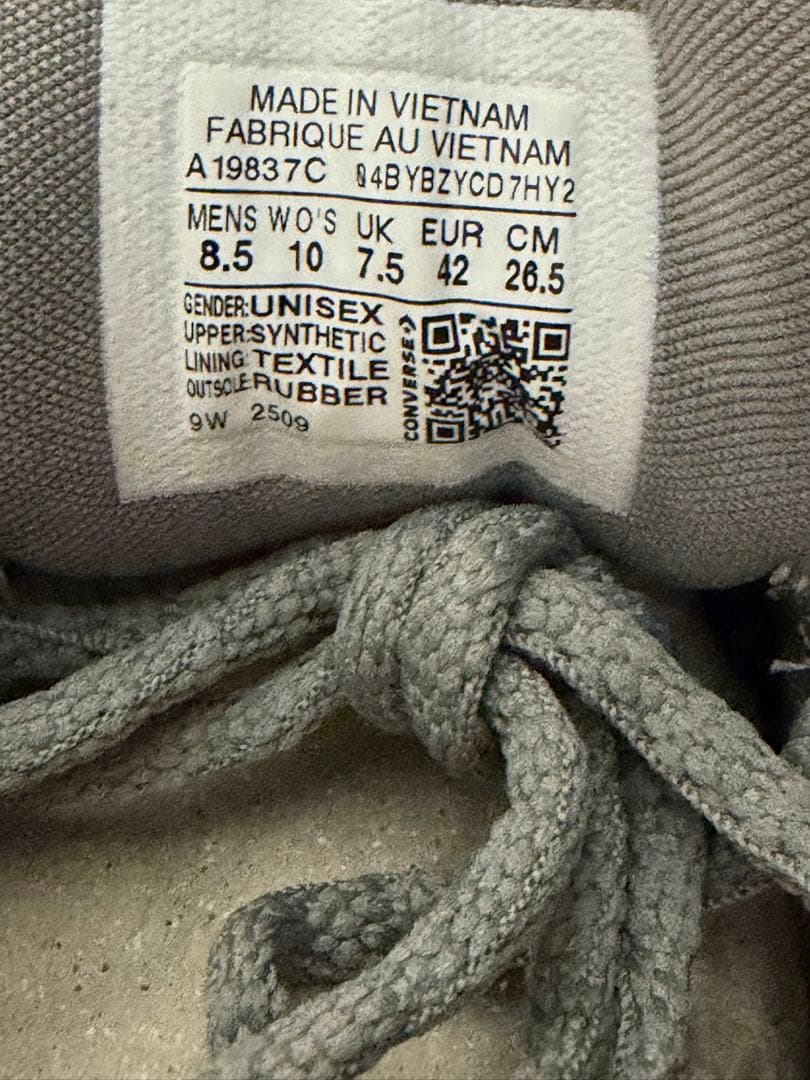 MADE IN VIETNAM
FABRIQUE AU VIETNAM
A19837C 04BYBZYCD7HY2
MENS WO'S UK EUR CM
8.5 10 7.5 42 26.5
GENDER:UNISEX
UPPER:SYNTHETIC
LINING:TEXTILE
OUTSOLE:RUBBER
9W 2509
CONVERSE